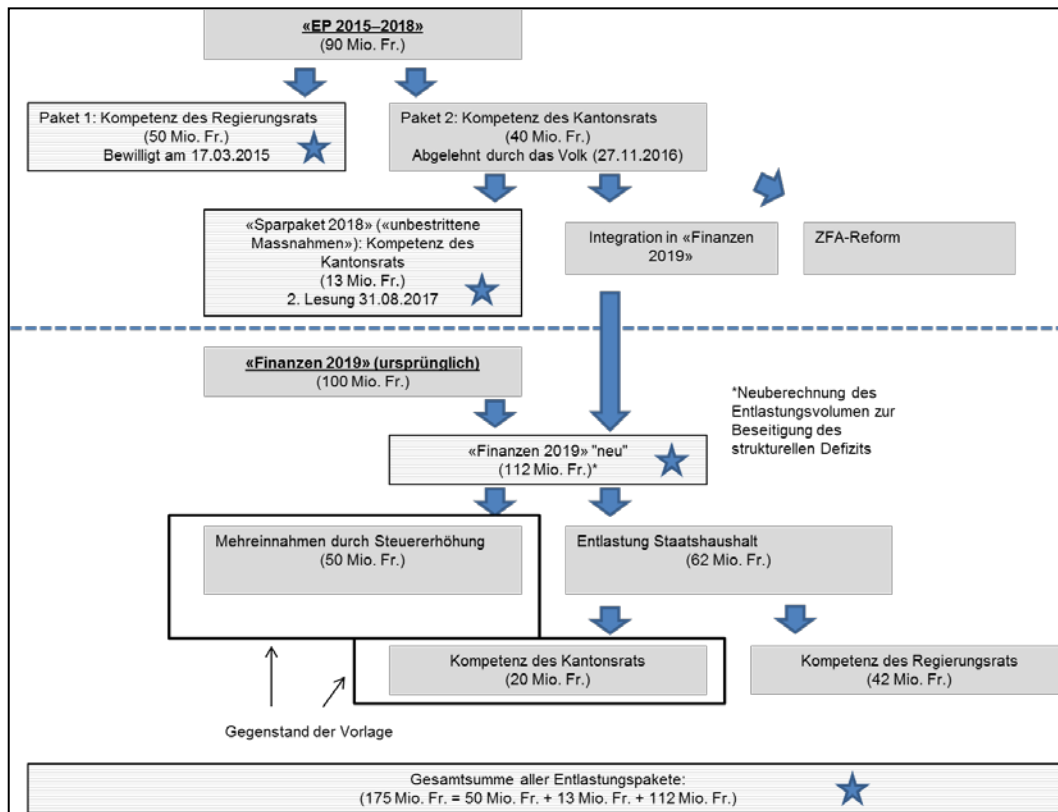 «EP 2015–2018»
(90 Mio. Fr.)
Paket 1: Kompetenz des Regierungsrats
(50 Mio. Fr.)
Bewilligt am 17.03.2015
Paket 2: Kompetenz des Kantonsrats
(40 Mio. Fr.)
Abgelehnt durch das Volk (27.11.2016)
«Sparpaket 2018» («unbestrittene
Massnahmen»): Kompetenz des
Kantonsrats
(13 Mio. Fr.)
2. Lesung 31.08.2017
Integration in «Finanzen
2019»
ZFA-Reform
«Finanzen 2019» (ursprünglich)
(100 Mio. Fr.)
*Neuberechnung des
Entlastungsvolumen zur
Beseitigung des
strukturellen Defizits
«Finanzen 2019» "neu"
(112 Mio. Fr.)*
Mehreinnahmen durch Steuererhöhung
(50 Mio. Fr.)
Entlastung Staatshaushalt
(62 Mio. Fr.)
Kompetenz des Kantonsrats
(20 Mio. Fr.)
Kompetenz des Regierungsrats
(42 Mio. Fr.)
Gegenstand der Vorlage
Gesamtsumme aller Entlastungspakete:
(175 Mio. Fr. = 50 Mio. Fr. + 13 Mio. Fr. + 112 Mio. Fr.)